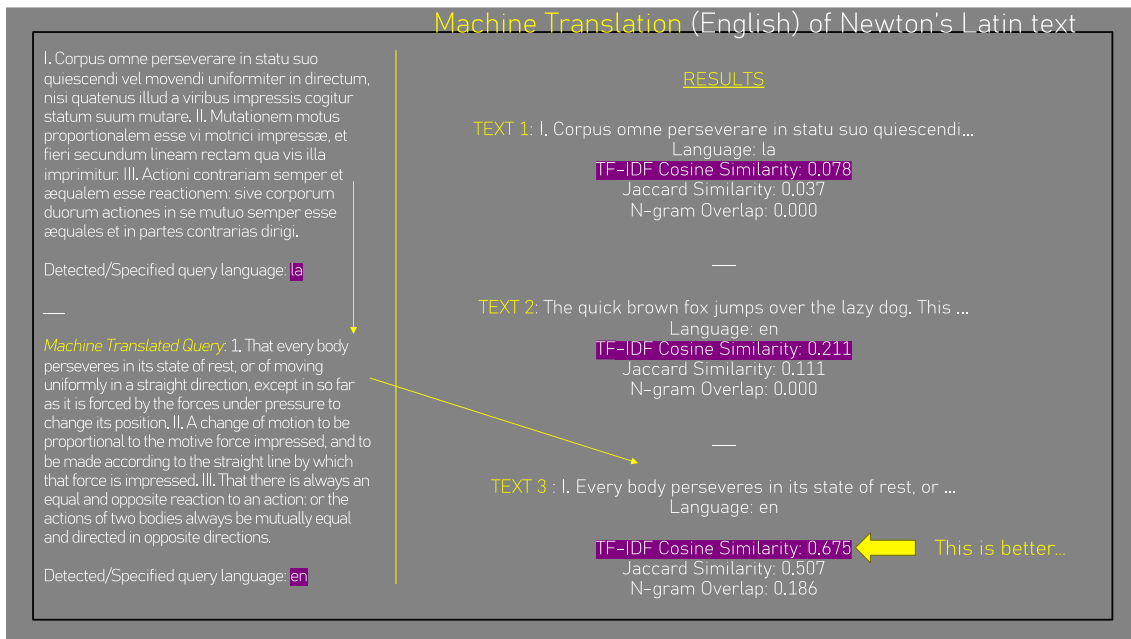 Machine Translation (English) of Newton's Latin text
I. Corpus omne perseverare in statu suo
quiescendi vel movendi uniformiter in directum,
nisi quatenus illud a viribus impressis cogitur
statum suum mutare. II. Mutationem motus
proportionalem esse vi motrici impressæ, et
fieri secundum lineam rectam qua vis illa
imprimitur. III. Actioni contrariam semper et
æqualem esse reactionem: sive corporum
duorum actiones in se mutuo semper esse
æquales et in partes contrarias dirigi.
Detected/Specified query language: la
Machine Translated Query: 1. That every body
perseveres in its state of rest, or of moving
uniformly in a straight direction, except in so far
as it is forced by the forces under pressure to
change its position. II. A change of motion to be
proportional to the motive force impressed, and to
be made according to the straight line by which
that force is impressed. III. That there is always an
equal and opposite reaction to an action: or the
actions of two bodies always be mutually equal
and directed in opposite directions.
Detected/Specified query language: en
RESULTS
TEXT 1: I. Corpus omne perseverare in statu suo quiescendi...
Language: la
TF-IDF Cosine Similarity: 0.078
Jaccard Similarity: 0.037
N-gram Overlap: 0.000
TEXT 2: The quick brown fox jumps over the lazy dog. This ...
Language: en
TF-IDF Cosine Similarity: 0.211
Jaccard Similarity: 0.111
N-gram Overlap: 0.000
TEXT 3 : I. Every body perseveres in its state of rest, or ...
Language: en
TF-IDF Cosine Similarity: 0.675
This is better...
Jaccard Similarity: 0.507
N-gram Overlap: 0.186